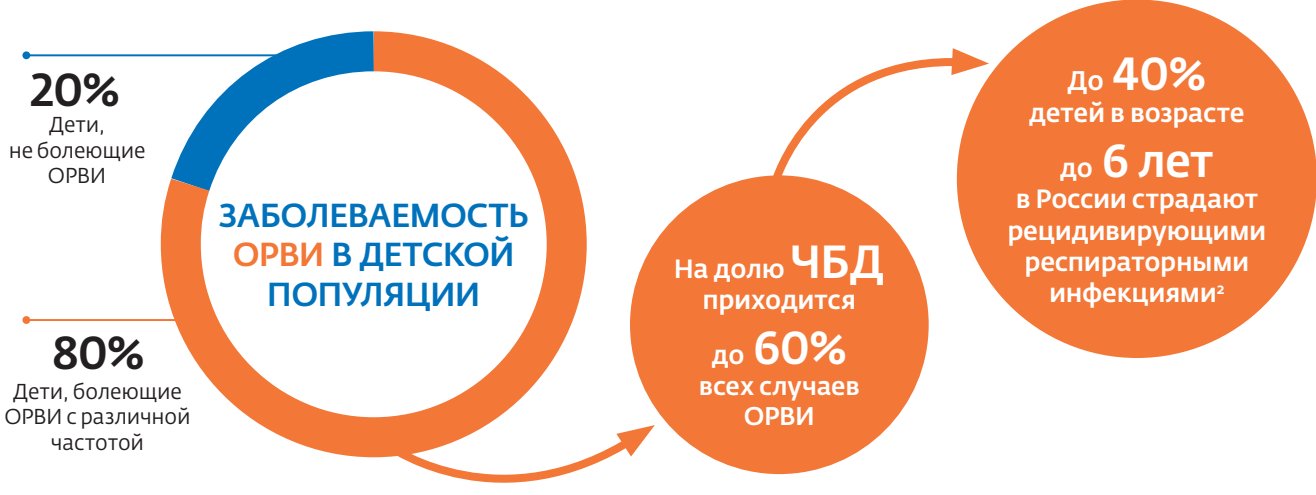 20%
Дети,
не болеющие
ОРВИ
80%
Дети, болеющие
ОРВИ с различной
частотой
ЗАБОЛЕВАЕМОСТЬ
ОРВИ В ДЕТСКОЙ
ПОПУЛЯЦИИ
На долю ЧБД
приходится
до 60%
всех случаев
ОРВИ
До 40%
детей в возрасте
до 6 лет
в России страдают
рецидивирующими
респираторными
инфекциями²